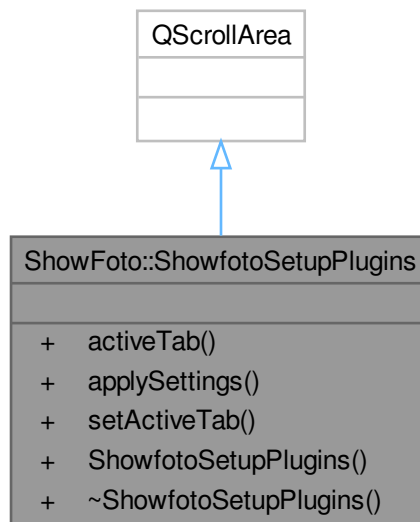 QScrollArea
ShowFoto::ShowfotoSetupPlugins
+ activeTab()
+ applySettings()
+ setActiveTab()
+ ShowfotoSetupPlugins()
+ ~ShowfotoSetupPlugins()